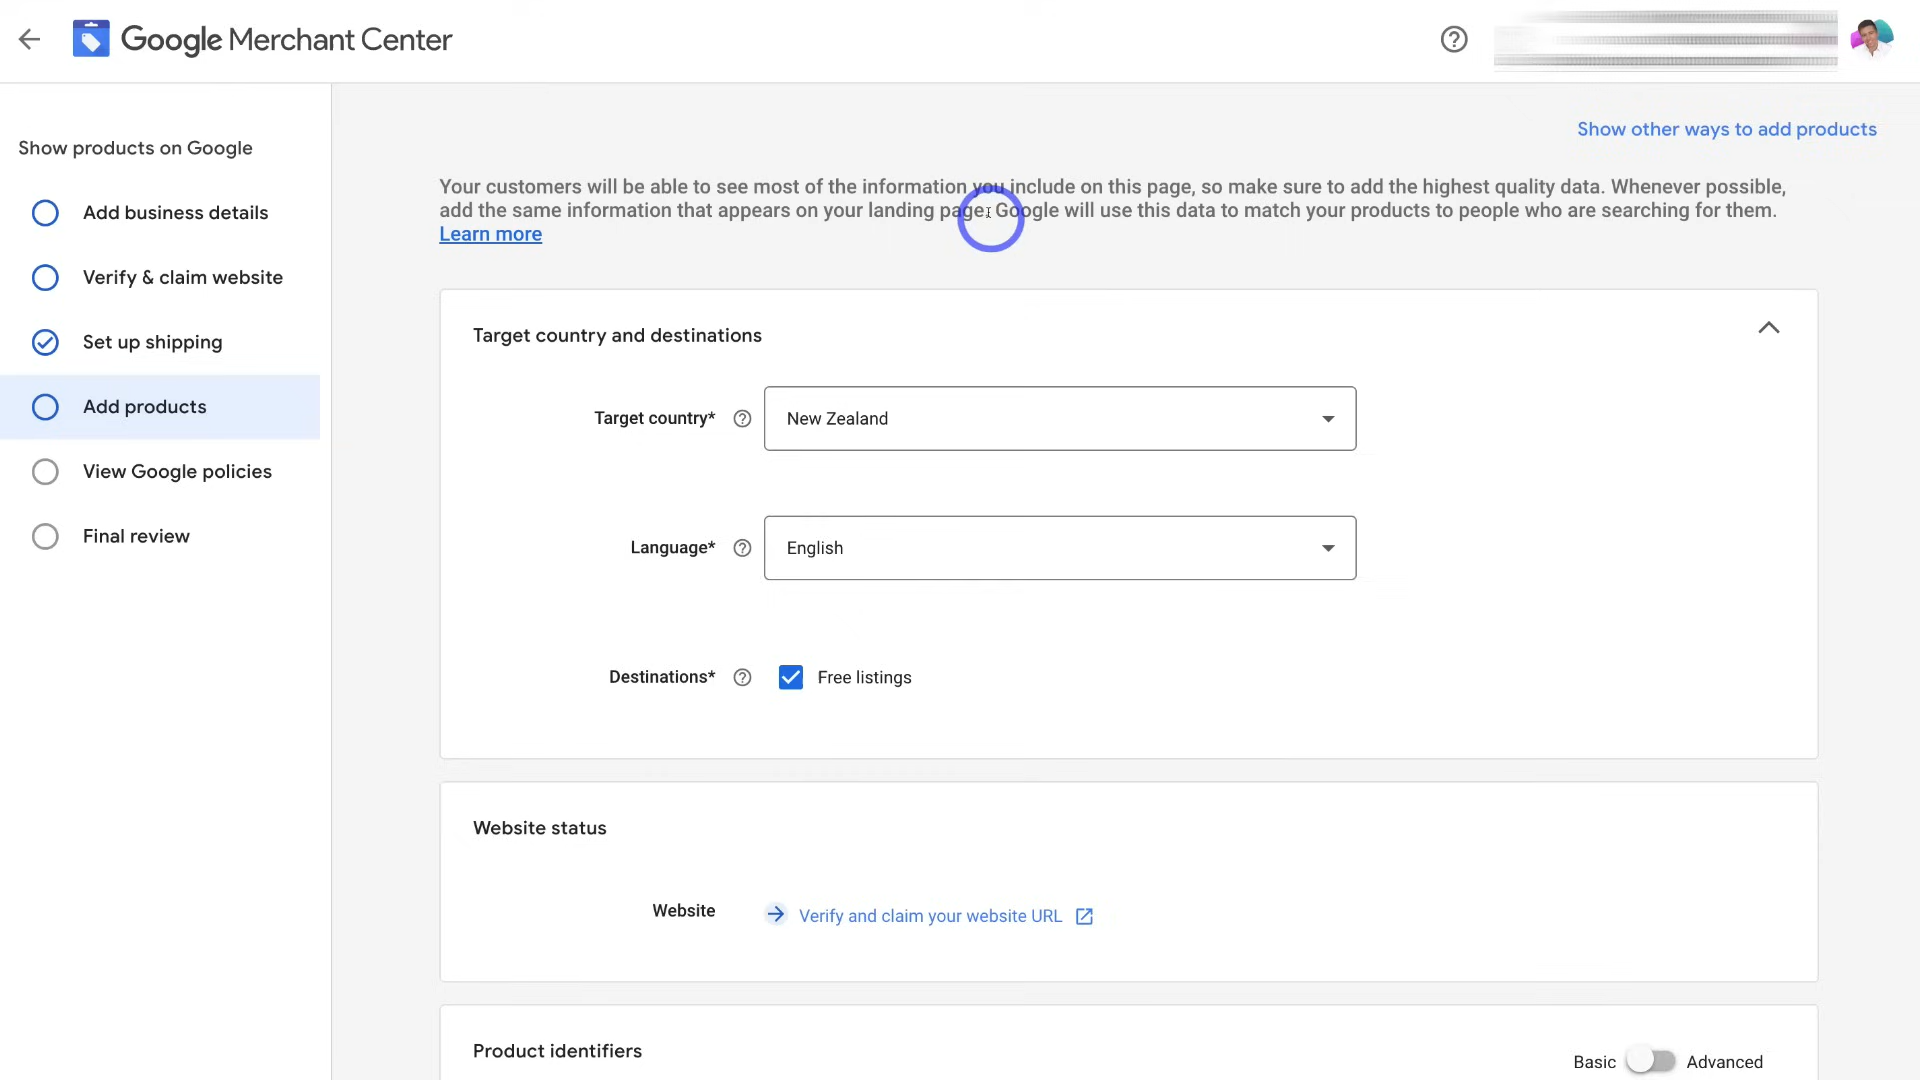 Google Merchant Center
Show products on Google
Add business details
Verify & claim website
Set up shipping
Add products
View Google policies
Final review
Show other ways to add products
Your customers will be able to see most of the information you include on this page, so make sure to add the highest quality data. Whenever possible,
add the same information that appears on your landing page. Google will use this data to match your products to people who are searching for them.
Learn more
Target country and destinations
Target country* New Zealand
Language* English
Destinations* Free listings
Website status
Website Verify and claim your website URL
Product identifiers
Basic Advanced